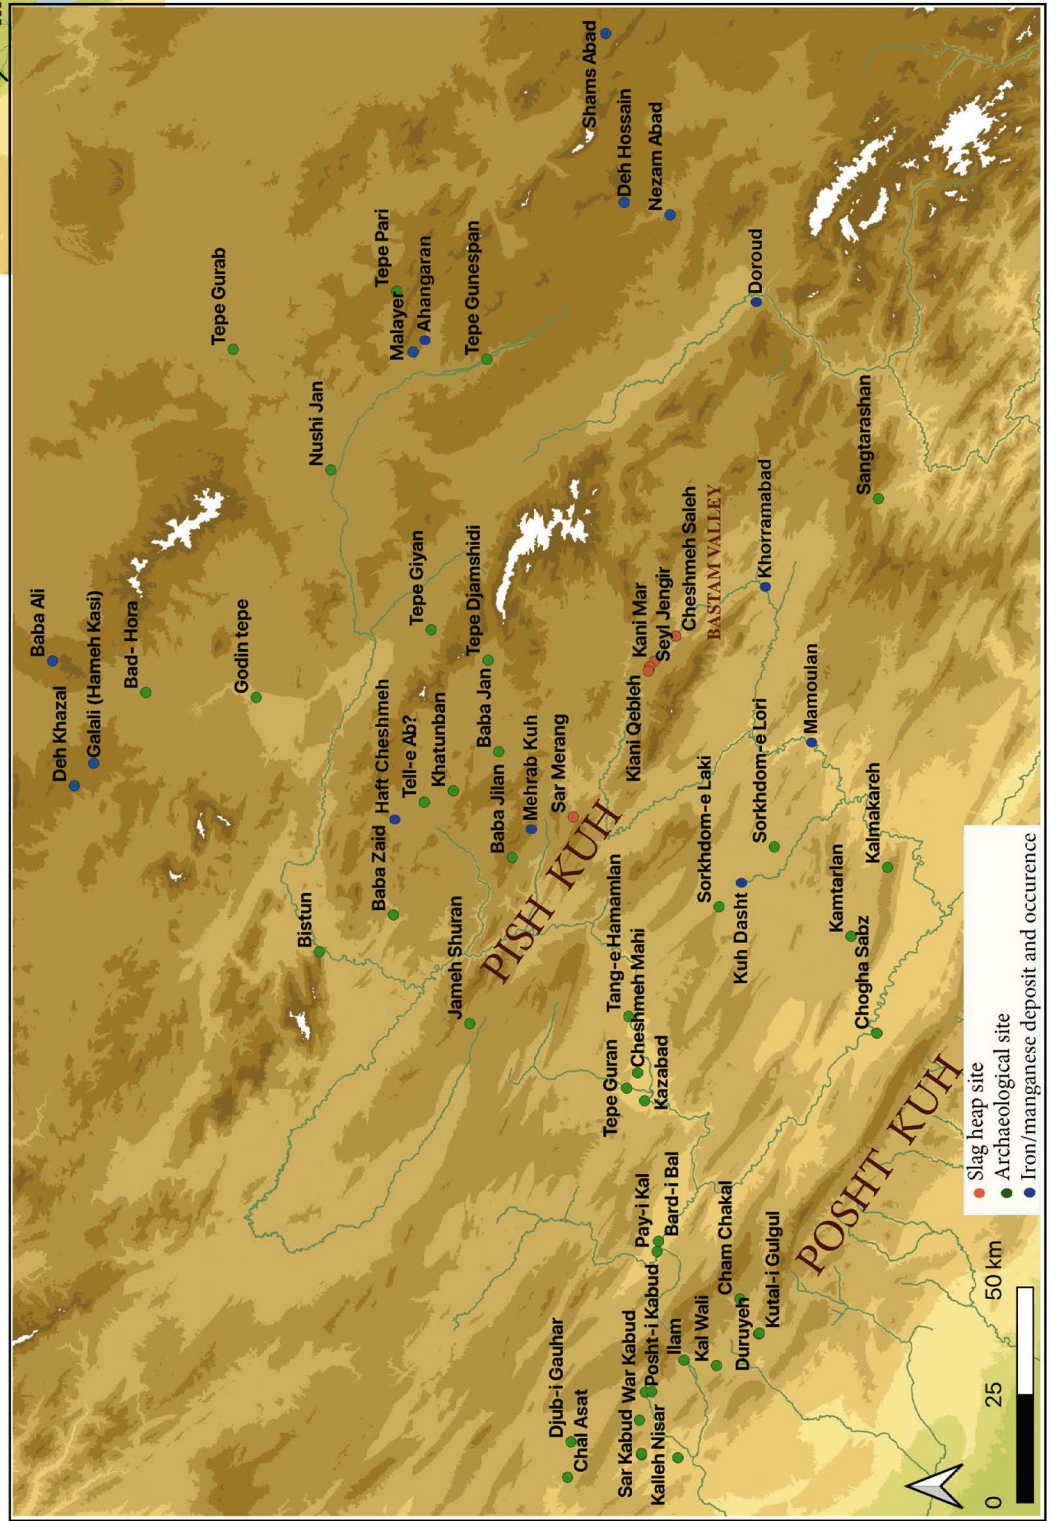 Baba Ali
Deh Khazal
Galali (Hameh Kasi)
Bad- Hora
Godin tepe
Tepe Gurab
Nushi Jan
Tepe Pari
Malayer
Ahangaran
Tepe Gunespan
Shams Abad
Deh Hossain
Nezam Abad
Doroud
Bistun
Baba Zaid
Haft Cheshmeh
Tell-e Ab?
Khatunban
Tepe Giyan
Tepe Djamshidi
Baba Jan
Baba Jilan
Mehrab Kuh
Sar Merang
Jameh Shuran
PISH KUH
Kiani Qebleh
Kani Mar
Seyl Jengir
Cheshmeh Saleh
BASTAM VALLEY
Khorramabad
Sangtarashan
Tang-e Hamamlan
Cheshmeh Mahi
Tepe Guran
Kazabad
Sorkhdom-e Laki
Kuh Dasht
Sorkhdom-e Lori
Mamoulan
Kamtarlan
Kalmakareh
Chogha Sabz
Djub-i Gauhar
Chal Asat
Sar Kabud
War Kabud
Kalleh Nisar
Posht-i Kabud
Ilam
Kal Wali
Pay-i Kal
Bard-i Bal
Cham Chakal
Duruyeh
Kutal-i Gulgul
POSHT KUH
Slag heap site
Archaeological site
Iron/manganese deposit and occurence
0 25 50 km